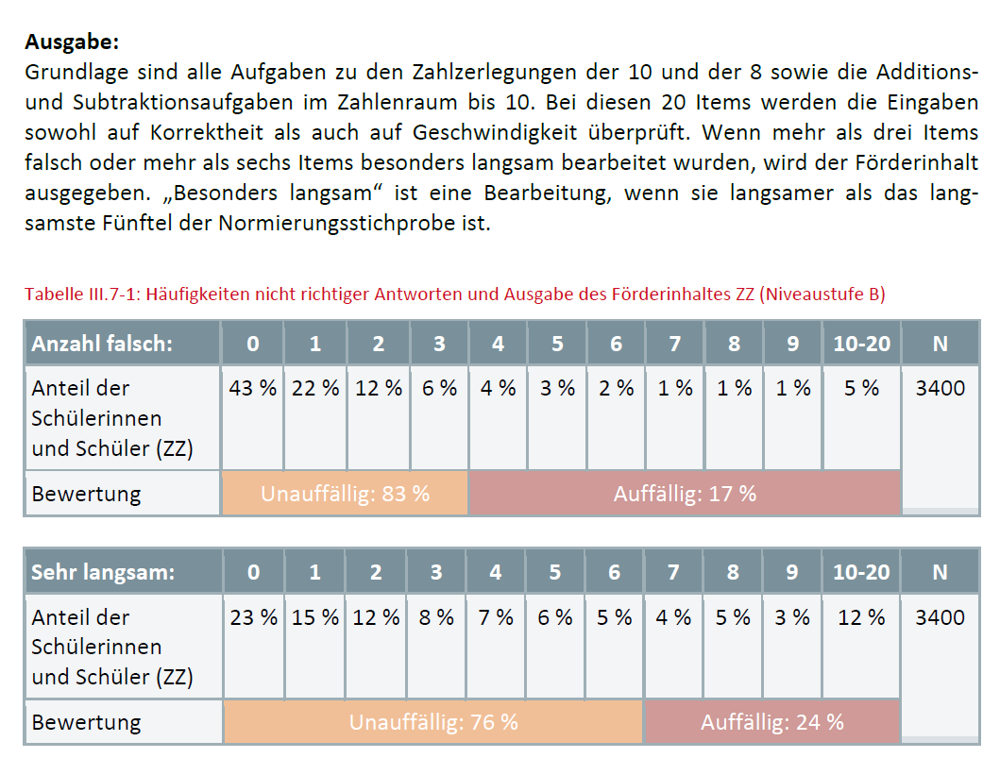 Ausgabe:
Grundlage sind alle Aufgaben zu den Zahlzerlegungen der 10 und der 8 sowie die Additions-
und Subtraktionsaufgaben im Zahlenraum bis 10. Bei diesen 20 Items werden die Eingaben
sowohl auf Korrektheit als auch auf Geschwindigkeit überprüft. Wenn mehr als drei Items
falsch oder mehr als sechs Items besonders langsam bearbeitet wurden, wird der Förderinhalt
ausgegeben. „Besonders langsam“ ist eine Bearbeitung, wenn sie langsamer als das lang-
samste Fünftel der Normierungsstichprobe ist.
Tabelle III.7-1: Häufigkeiten nicht richtiger Antworten und Ausgabe des Förderinhaltes ZZ (Niveaustufe B)
Anzahl falsch: 0 1 2 3 4 5 6 7 8 9 10-20 N
Anteil der 43 % 22 % 12 % 6 % 4 % 3 % 2 % 1 % 1 % 1 % 5 % 3400
Schülerinnen
und Schüler (ZZ)
Bewertung Unauffällig: 83 % Auffällig: 17 %
Sehr langsam: 0 1 2 3 4 5 6 7 8 9 10-20 N
Anteil der 23 % 15 % 12 % 8 % 7 % 6 % 5 % 4 % 5 % 3 % 12 % 3400
Schülerinnen
und Schüler (ZZ)
Bewertung Unauffällig: 76 % Auffällig: 24 %